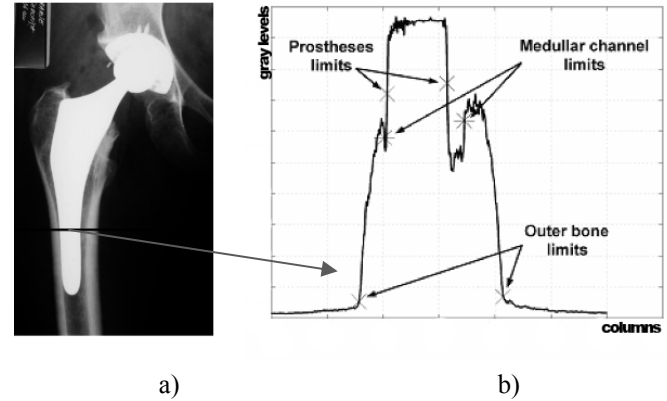 b)
gray levels
Prostheses
limits
Medullar channel
limits
Outer bone
limits
columns
a)
b)